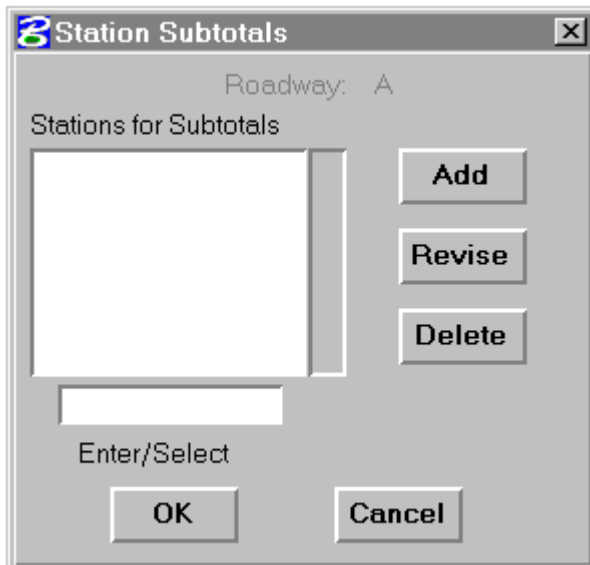 Station Subtotals
Roadway: A
Stations for Subtotals
Add
Revise
Delete
Enter/Select
OK
Cancel